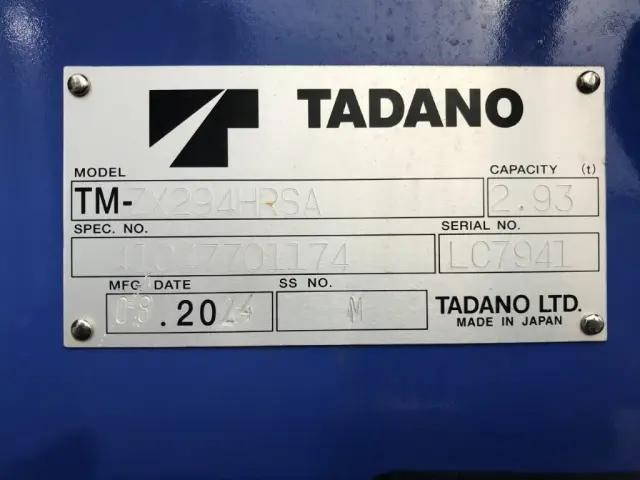 TADANO
MODEL CAPACITY (t)
TM-ZX294HRSA 2.93
SPEC. NO. SERIAL NO.
LC7941
MFG. DATE SS NO.
.20 M TADANO LTD.
MADE IN JAPAN